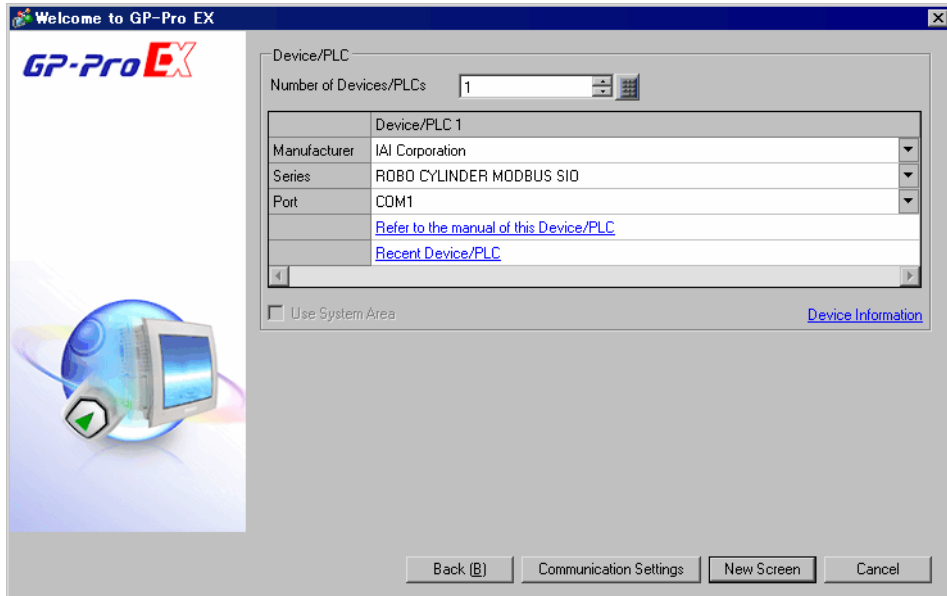 Welcome to GP-Pro EX
GP-Pro EX
Device/PLC
Number of Devices/PLCs 1
Device/PLC 1
Manufacturer IAI Corporation
Series ROBO CYLINDER MODBUS SIO
Port COM1
Refer to the manual of this Device/PLC
Recent Device/PLC
Use System Area Device Information
Back (B) Communication Settings New Screen Cancel